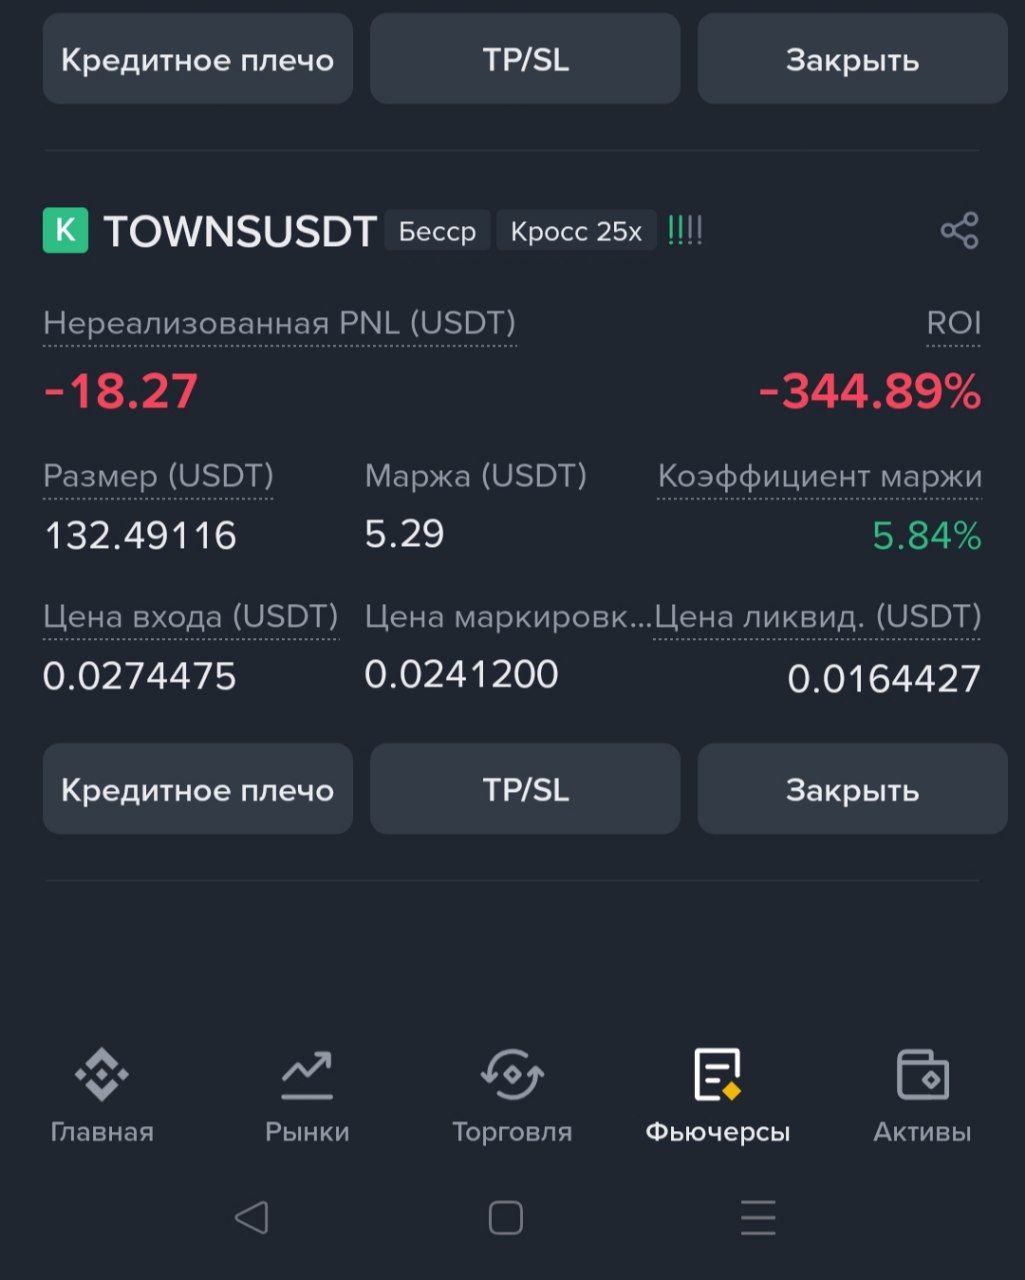 Кредитное плечо TP/SL Закрыть
K TOWNSUSDT Бесср Кросс 25x
Нереализованная PNL (USDT) ROI
-18.27 -344.89%
Размер (USDT) Маржа (USDT) Коэффициент маржи
132.49116 5.29 5.84%
Цена входа (USDT) Цена маркировк... Цена ликвид. (USDT)
0.0274475 0.0241200 0.0164427
Кредитное плечо TP/SL Закрыть
Главная Рынки Торговля Фьючерсы Активы